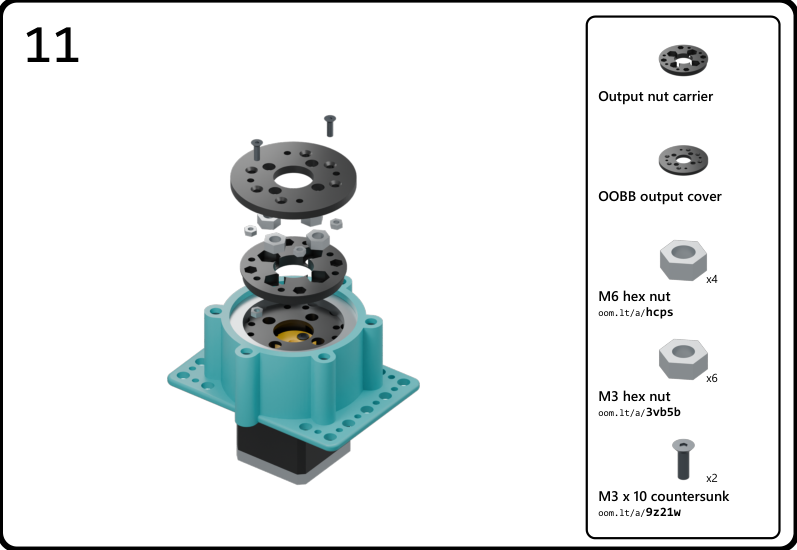 11
Output nut carrier
OOBB output cover
x4
M6 hex nut
oom.lt/a/hcps
x6
M3 hex nut
oom.lt/a/3vb5b
x2
M3 x 10 countersunk
oom.lt/a/9z21w